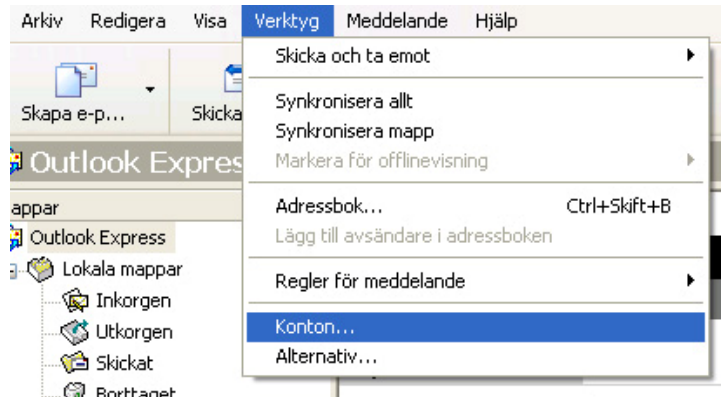 Arkiv Redigera Visa Verktyg Meddelande Hjälp
Skicka och ta emot
Skapa e-p... Skicka
Synkronisera allt
Synkronisera mapp
Outlook Expres
Markera för offlinevisning
appar
Adressbok... Ctrl+Skift+B
Outlook Express
Lägg till avsändare i adressboken
Lokala mappar
Regler för meddelande
Inkorgen
Utkorgen
Konton...
Skickat
Alternativ...
Borttaget